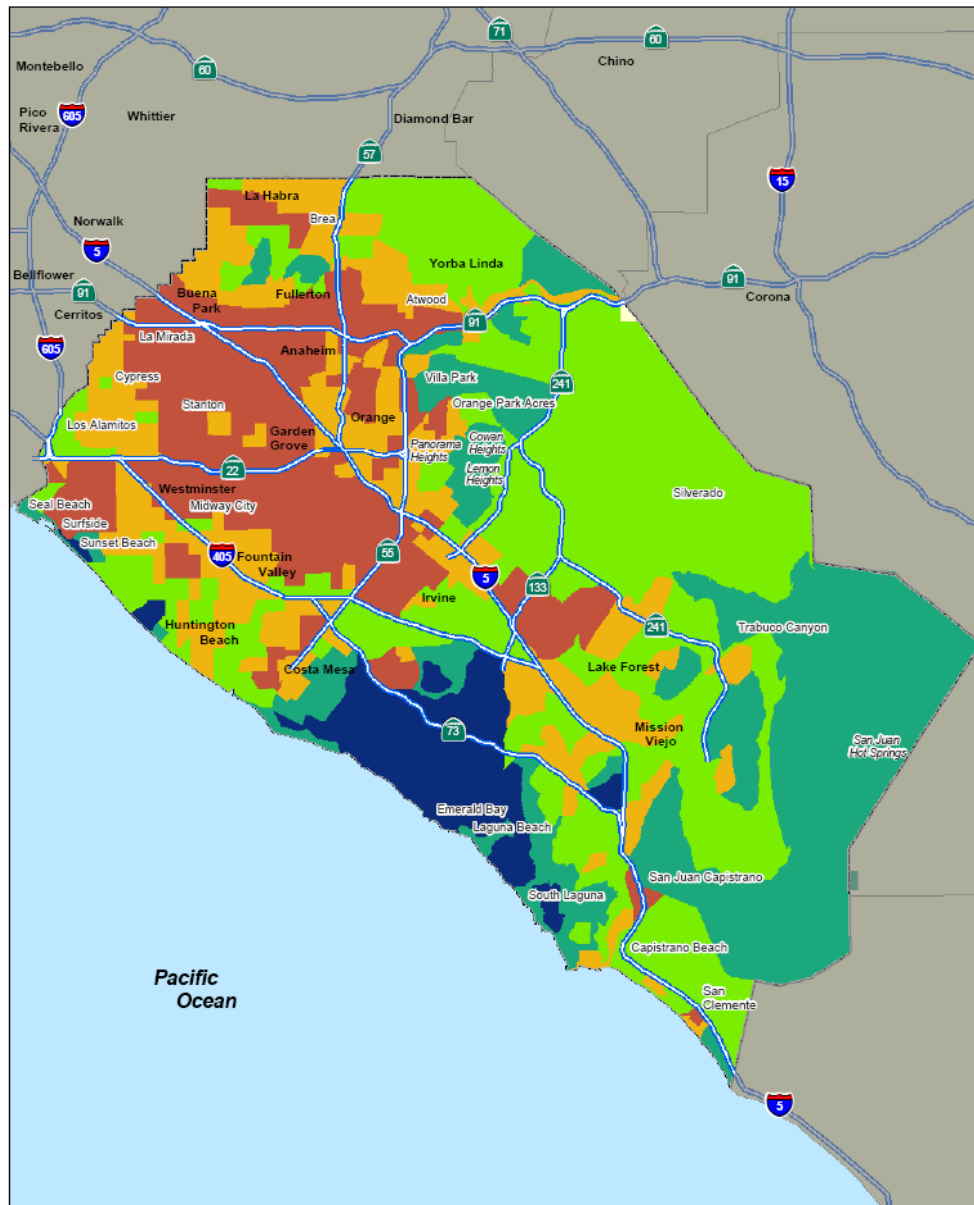 71
60
Montebello
60
Chino
Pico
Rivera
605
Whittier
Diamond Bar
57
15
La Habra
Norwalk
Brea
5
Yorba Linda
Bellflower
91
Buena
Park
Fullerton
Atwood
91
Corona
Cerritos
91
La Mirada
605
Anaheim
Cypress
Villa Park
241
Stanton
Orange Park Acres
Los Alamitos
Orange
Garden
Grove
Panorama
Heights
Cowan
Heights
22
Lemon
Heights
Westminster
Silverado
Seal Beach
Midway City
Surfside
Sunset Beach
405
Fountain
Valley
55
5
133
Irvine
Huntington
Beach
241
Trabuco Canyon
Costa Mesa
Lake Forest
73
Mission
Viejo
San Juan
Hot Springs
Emerald Bay
Laguna Beach
San Juan Capistrano
South Laguna
Capistrano Beach
Pacific
Ocean
San
Clemente
5